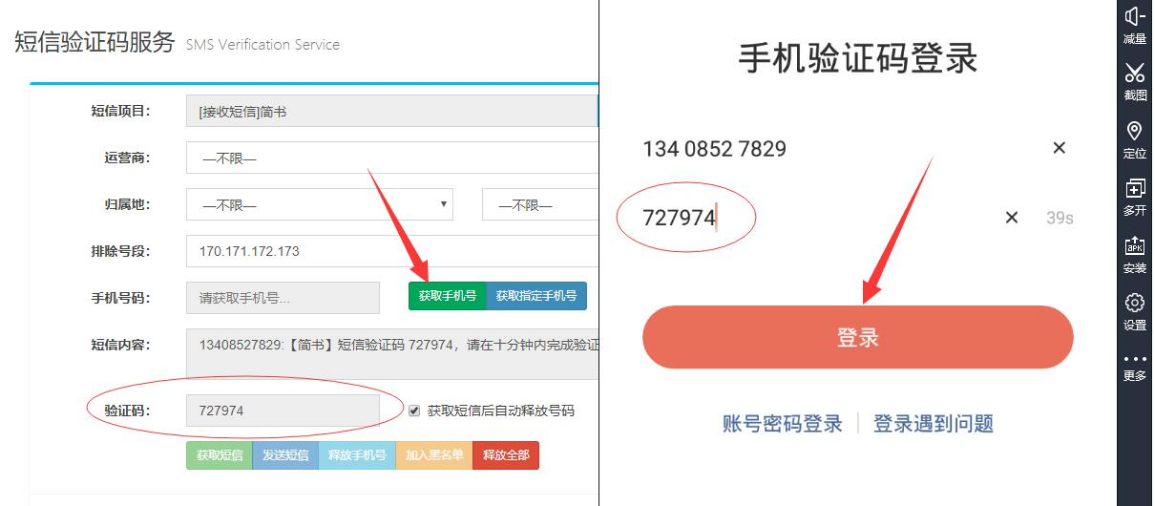 短信验证码服务 SMS Verification Service
短信项目： [接收短信]简书
运营商： —不限—
归属地： —不限— —不限—
排除号段： 170.171.172.173
手机号码： 请获取手机号... 获取手机号 获取指定手机号
短信内容： 13408527829:【简书】短信验证码 727974，请在十分钟内完成验证
验证码： 727974 获取短信后自动释放号码
获取短信 发送短信 释放手机号 加入黑名单 释放全部
手机验证码登录
134 0852 7829
727974 39s
登录
账号密码登录 登录遇到问题
减量
截图
定位
多开
APK
安装
设置
更多